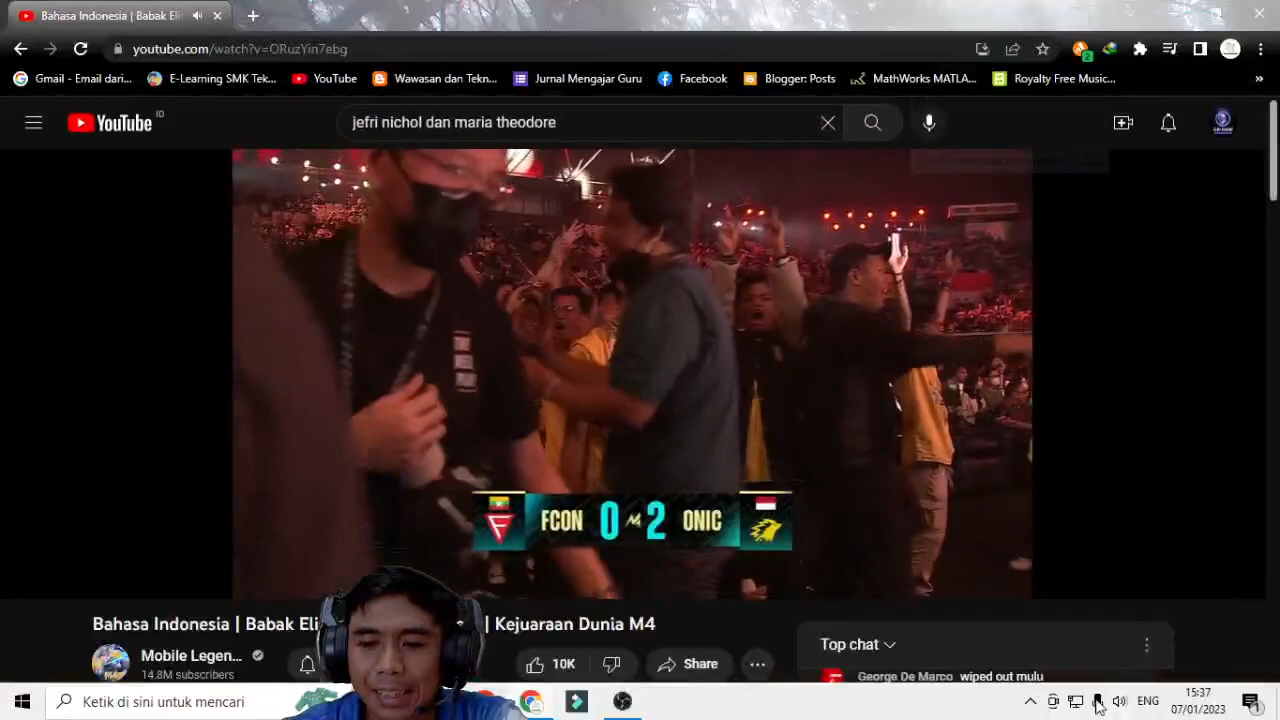 Bahasa Indonesia | Babak Eli
youtube.com/watch?v=ORuzYin7ebg
2
Gmail - Email dari...
E-Learning SMK Tek...
YouTube
Wawasan dan Tekn...
Jurnal Mengajar Guru
Facebook
Blogger: Posts
MathWorks MATLA...
Royalty Free Music...
»
YouTube ID
jefri nichol dan maria theodore
FCON 0 2 ONIC
Bahasa Indonesia | Babak Eli | Kejuaraan Dunia M4
Mobile Legen...
14.8M subscribers
10K
Share
Top chat
George De Marco wiped out mulu
Ketik di sini untuk mencari
ENG
15:37
07/01/2023
1